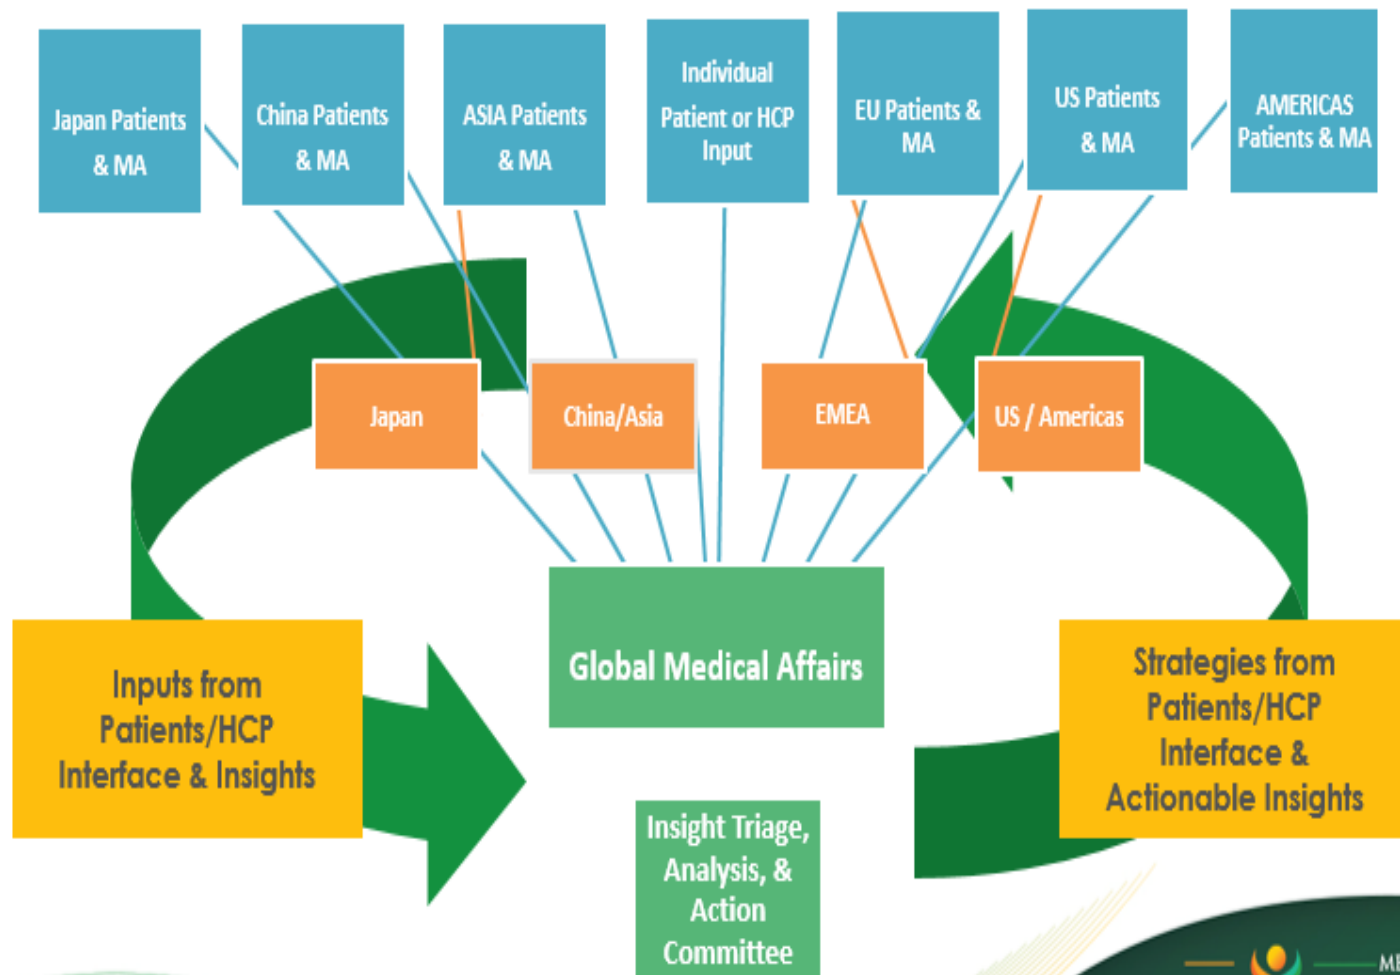 Japan Patients
& MA
China Patients
& MA
ASIA Patients
& MA
Individual
Patient or HCP
Input
EU Patients &
MA
US Patients
& MA
AMERICAS
Patients & MA
Japan
China/Asia
EMEA
US / Americas
Global Medical Affairs
Inputs from
Patients/HCP
Interface & Insights
Strategies from
Patients/HCP
Interface &
Actionable Insights
Insight Triage,
Analysis, &
Action
Committee